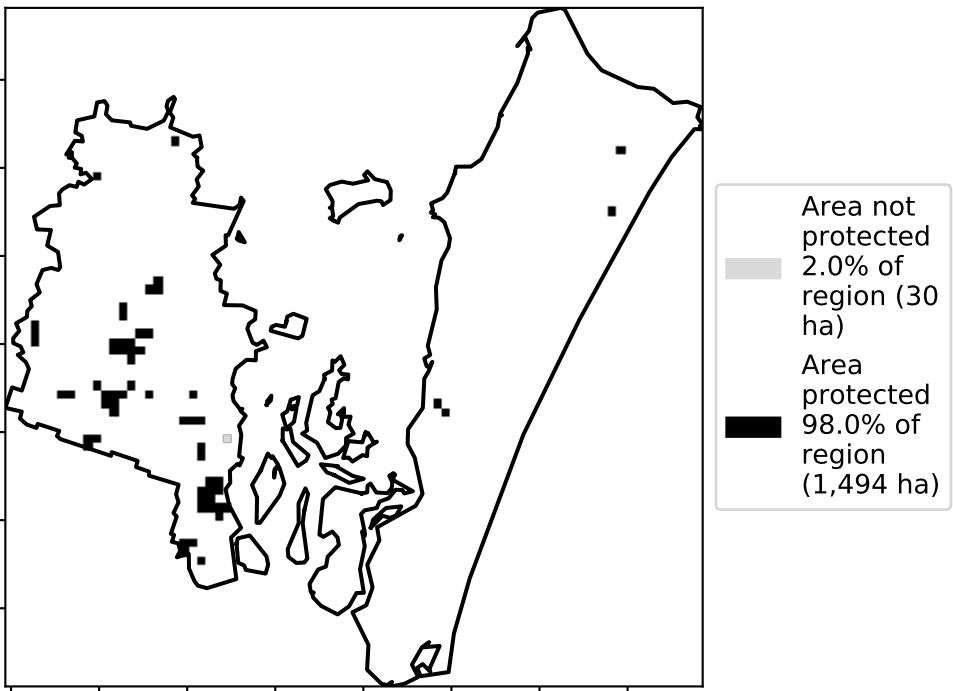 Area not
protected
2.0% of
region (30
ha)
Area
protected
98.0% of
region
(1,494 ha)